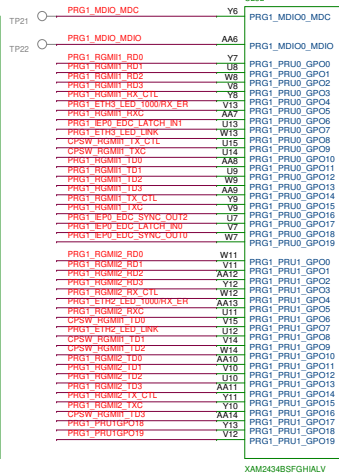 PRG1_MDIO_MDC Y6 PRG1_MDIO0_MDC
TP21
PRG1_MDIO_MDIO AA6 PRG1_MDIO0_MDIO
TP22
PRG1_RGMII1_RD0 Y7 PRG1_PRU0_GPO0
PRG1_RGMII1_RD1 U8 PRG1_PRU0_GPO1
PRG1_RGMII1_RD2 W8 PRG1_PRU0_GPO2
PRG1_RGMII1_RD3 V8 PRG1_PRU0_GPO3
PRG1_RGMII1_RX_CTL Y8 PRG1_PRU0_GPO4
PRG1_ETH3_LED_1000/RX_ER V13 PRG1_PRU0_GPO5
PRG1_RGMII1_RXC AA7 PRG1_PRU0_GPO6
PRG1_IEP0_EDC_LATCH_IN1 U13 PRG1_PRU0_GPO7
PRG1_ETH3_LED_LINK W13 PRG1_PRU0_GPO8
CPSW_RGMII1_TX_CTL U15 PRG1_PRU0_GPO9
CPSW_RGMII1_TXC U14 PRG1_PRU0_GPO10
PRG1_RGMII1_TD0 AA8 PRG1_PRU0_GPO11
PRG1_RGMII1_TD1 U9 PRG1_PRU0_GPO12
PRG1_RGMII1_TD2 W9 PRG1_PRU0_GPO13
PRG1_RGMII1_TD3 AA9 PRG1_PRU0_GPO14
PRG1_RGMII1_TX_CTL Y9 PRG1_PRU0_GPO15
PRG1_RGMII1_TXC V9 PRG1_PRU0_GPO16
PRG1_IEP0_EDC_SYNC_OUT2 U7 PRG1_PRU0_GPO17
PRG1_IEP0_EDC_LATCH_IN0 V7 PRG1_PRU0_GPO18
PRG1_IEP0_EDC_SYNC_OUT0 W7 PRG1_PRU0_GPO19
PRG1_RGMII2_RD0 W11 PRG1_PRU1_GPO0
PRG1_RGMII2_RD1 V11 PRG1_PRU1_GPO1
PRG1_RGMII2_RD2 AA12 PRG1_PRU1_GPO2
PRG1_RGMII2_RD3 Y12 PRG1_PRU1_GPO3
PRG1_RGMII2_RX_CTL W12 PRG1_PRU1_GPO4
PRG1_ETH2_LED_1000/RX_ER AA13 PRG1_PRU1_GPO5
PRG1_RGMII2_RXC U11 PRG1_PRU1_GPO6
CPSW_RGMII1_TD0 V15 PRG1_PRU1_GPO7
PRG1_ETH2_LED_LINK U12 PRG1_PRU1_GPO8
CPSW_RGMII1_TD1 V14 PRG1_PRU1_GPO9
CPSW_RGMII1_TD2 W14 PRG1_PRU1_GPO10
PRG1_RGMII2_TD0 AA10 PRG1_PRU1_GPO11
PRG1_RGMII2_TD1 V10 PRG1_PRU1_GPO12
PRG1_RGMII2_TD2 U10 PRG1_PRU1_GPO13
PRG1_RGMII2_TD3 AA11 PRG1_PRU1_GPO14
PRG1_RGMII2_TX_CTL Y11 PRG1_PRU1_GPO15
PRG1_RGMII2_TXC Y10 PRG1_PRU1_GPO16
CPSW_RGMII1_TD3 AA14 PRG1_PRU1_GPO17
PRG1_PRU1GPIO18 Y13 PRG1_PRU1_GPO18
PRG1_PRU1GPIO19 V12 PRG1_PRU1_GPO19
XAM2434BSFGHIALV